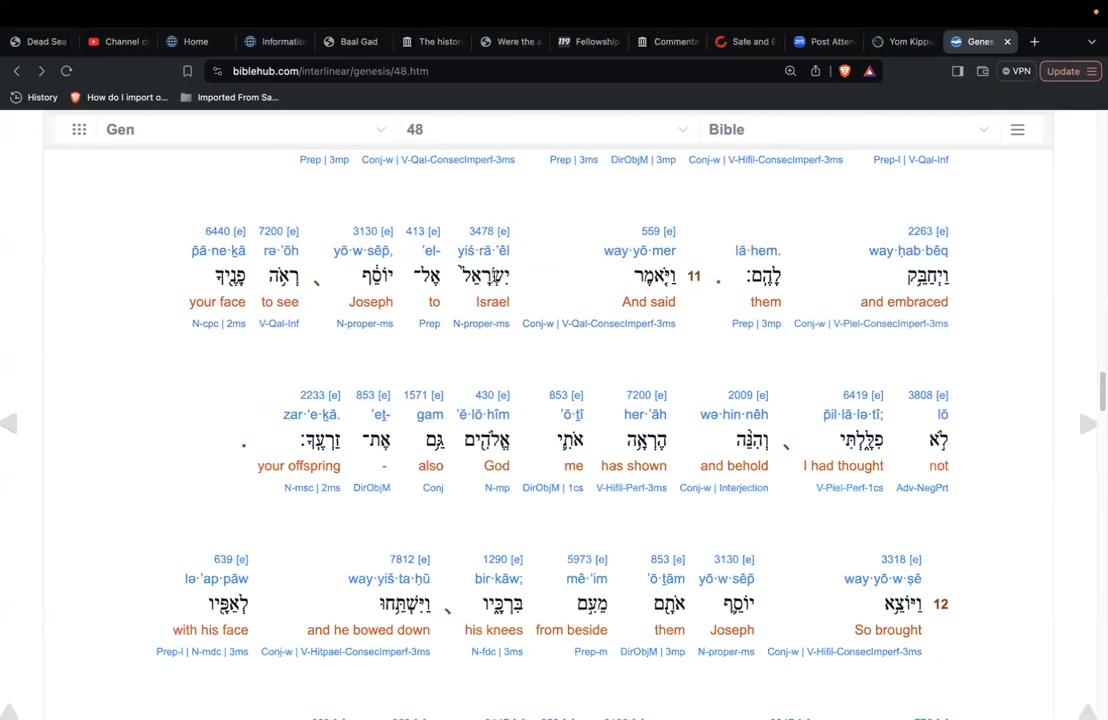 Dead Sea Channel c Home Informatio Baal Gad The histor Were the a 119 Fellowship Commenta Safe and E Post Atten Yom Kippu Genes
biblehub.com/interlinear/genesis/48.htm VPN Update
History How do I import o... Imported From Sa...
Gen 48 Bible
Prep | 3mp Conj-w | V-Qal-ConsecImperf-3ms Prep | 3ms DirObjM | 3mp Conj-w | V-Hifil-ConsecImperf-3ms Prep-l | V-Qal-Inf
6440 [e] 7200 [e] 3130 [e] 413 [e] 3478 [e] 559 [e] 2263 [e]
p̄ā·ne·ḵā rə·’ōh yō·w·sêp̄, ’el- yiś·rā·’êl way·yō·mer lā·hem. way·ḥab·bêq
וַיְחַבֵּ֥ק לָהֶֽם׃ . 11 וַיֹּ֤אמֶר יִשְׂרָאֵל֙ אֶל־ יוֹסֵ֔ף 、 רְאֹ֥ה פָנֶ֖יךָ
your face to see Joseph to Israel And said them and embraced
N-cpc | 2ms V-Qal-Inf N-proper-ms Prep N-proper-ms Conj-w | V-Qal-ConsecImperf-3ms Prep | 3mp Conj-w | V-Piel-ConsecImperf-3ms
2233 [e] 853 [e] 1571 [e] 430 [e] 853 [e] 7200 [e] 2009 [e] 6419 [e] 3808 [e]
zar·‘e·ḵā. ’eṯ- gam ’ĕ·lō·hîm ’ō·ṯî her·’āh wə·hin·nêh p̄il·lā·lə·tî; lō
לֹ֣א פִלָּ֑לְתִּי 、 וְהִנֵּ֨ה הֶרְאָ֥ה אֹתִ֛י אֱלֹהִ֖ים גַּ֥ם אֶת־ זַרְעֶֽךָ׃ .
your offspring - also God me has shown and behold I had thought not
N-msc | 2ms DirObjM Conj N-mp DirObjM | 1cs V-Hifil-Perf-3ms Conj-w | Interjection V-Piel-Perf-1cs Adv-NegPrt
639 [e] 7812 [e] 1290 [e] 5973 [e] 853 [e] 3130 [e] 3318 [e]
lə·’ap·pāw way·yiš·ta·ḥū bir·kāw; mê·‘im ’ō·ṯām yō·w·sêp̄ way·yō·w·ṣê
12 וַיּוֹצֵ֥א יוֹסֵ֛ף אֹתָ֖ם מֵעִ֣ם בִּרְכָּ֑יו 、 וַיִּשְׁתַּ֥חוּ לְאַפָּ֖יו
with his face and he bowed down his knees from beside them Joseph So brought
Prep-l | N-mdc | 3ms Conj-w | V-Hitpael-ConsecImperf-3ms N-fdc | 3ms Prep-m DirObjM | 3mp N-proper-ms Conj-w | V-Hifil-ConsecImperf-3ms